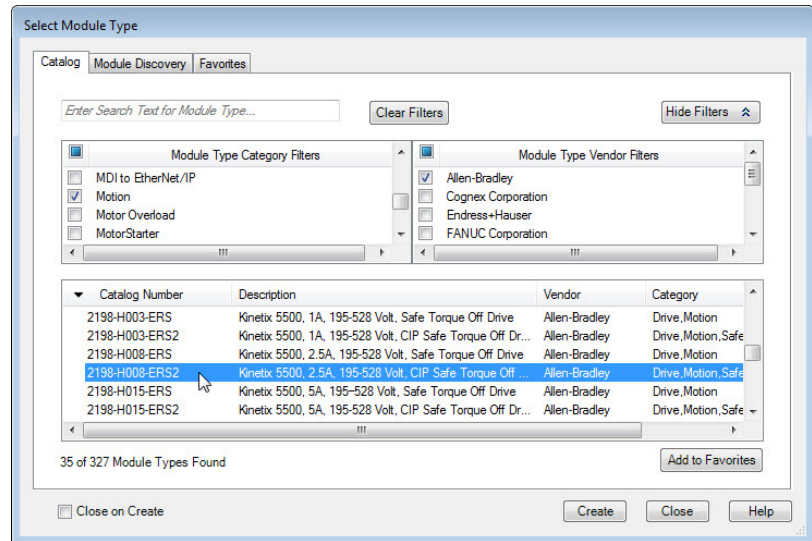 Select Module Type
Catalog Module Discovery Favorites
Enter Search Text for Module Type... Clear Filters Hide Filters
Module Type Category Filters Module Type Vendor Filters
MDI to EtherNet/IP Allen-Bradley
Motion Cognex Corporation
Motor Overload Endress+Hauser
MotorStarter FANUC Corporation
Catalog Number Description Vendor Category
2198-H003-ERS Kinetix 5500, 1A, 195-528 Volt, Safe Torque Off Drive Allen-Bradley Drive,Motion
2198-H003-ERS2 Kinetix 5500, 1A, 195-528 Volt, CIP Safe Torque Off Dr... Allen-Bradley Drive,Motion,Safe
2198-H008-ERS Kinetix 5500, 2.5A, 195-528 Volt, Safe Torque Off Drive Allen-Bradley Drive,Motion
2198-H008-ERS2 Kinetix 5500, 2.5A, 195-528 Volt, CIP Safe Torque Off ... Allen-Bradley Drive,Motion,Safe
2198-H015-ERS Kinetix 5500, 5A, 195-528 Volt, Safe Torque Off Drive Allen-Bradley Drive,Motion
2198-H015-ERS2 Kinetix 5500, 5A, 195-528 Volt, CIP Safe Torque Off Dr... Allen-Bradley Drive,Motion,Safe
35 of 327 Module Types Found Add to Favorites
Close on Create Create Close Help